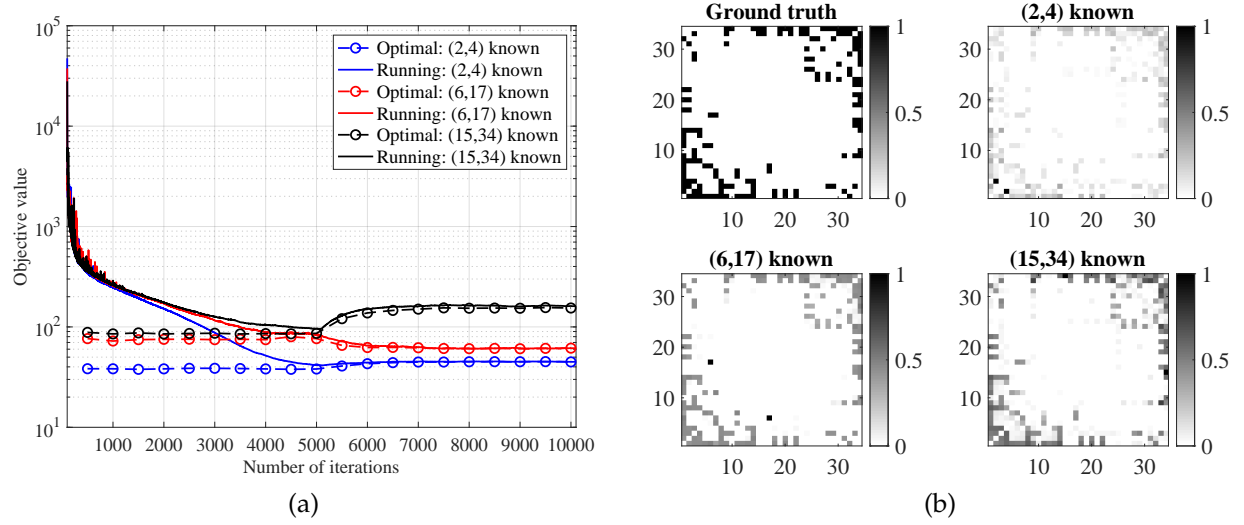 10^5
10^4
10^3
10^2
10^1
Objective value
Optimal: (2,4) known
Running: (2,4) known
Optimal: (6,17) known
Running: (6,17) known
Optimal: (15,34) known
Running: (15,34) known
1000 2000 3000 4000 5000 6000 7000 8000 9000 10000
Number of iterations
(a)
Ground truth
30
20
10
10 20 30
1
0.5
0
(2,4) known
30
20
10
10 20 30
1
0.5
0
(6,17) known
30
20
10
10 20 30
1
0.5
0
(15,34) known
30
20
10
10 20 30
1
0.5
0
(b)